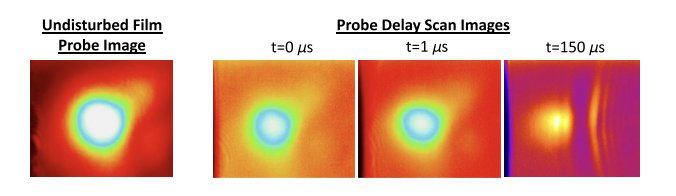 Undisturbed Film
Probe Image
Probe Delay Scan Images
t=0 μs
t=1 μs
t=150 μs